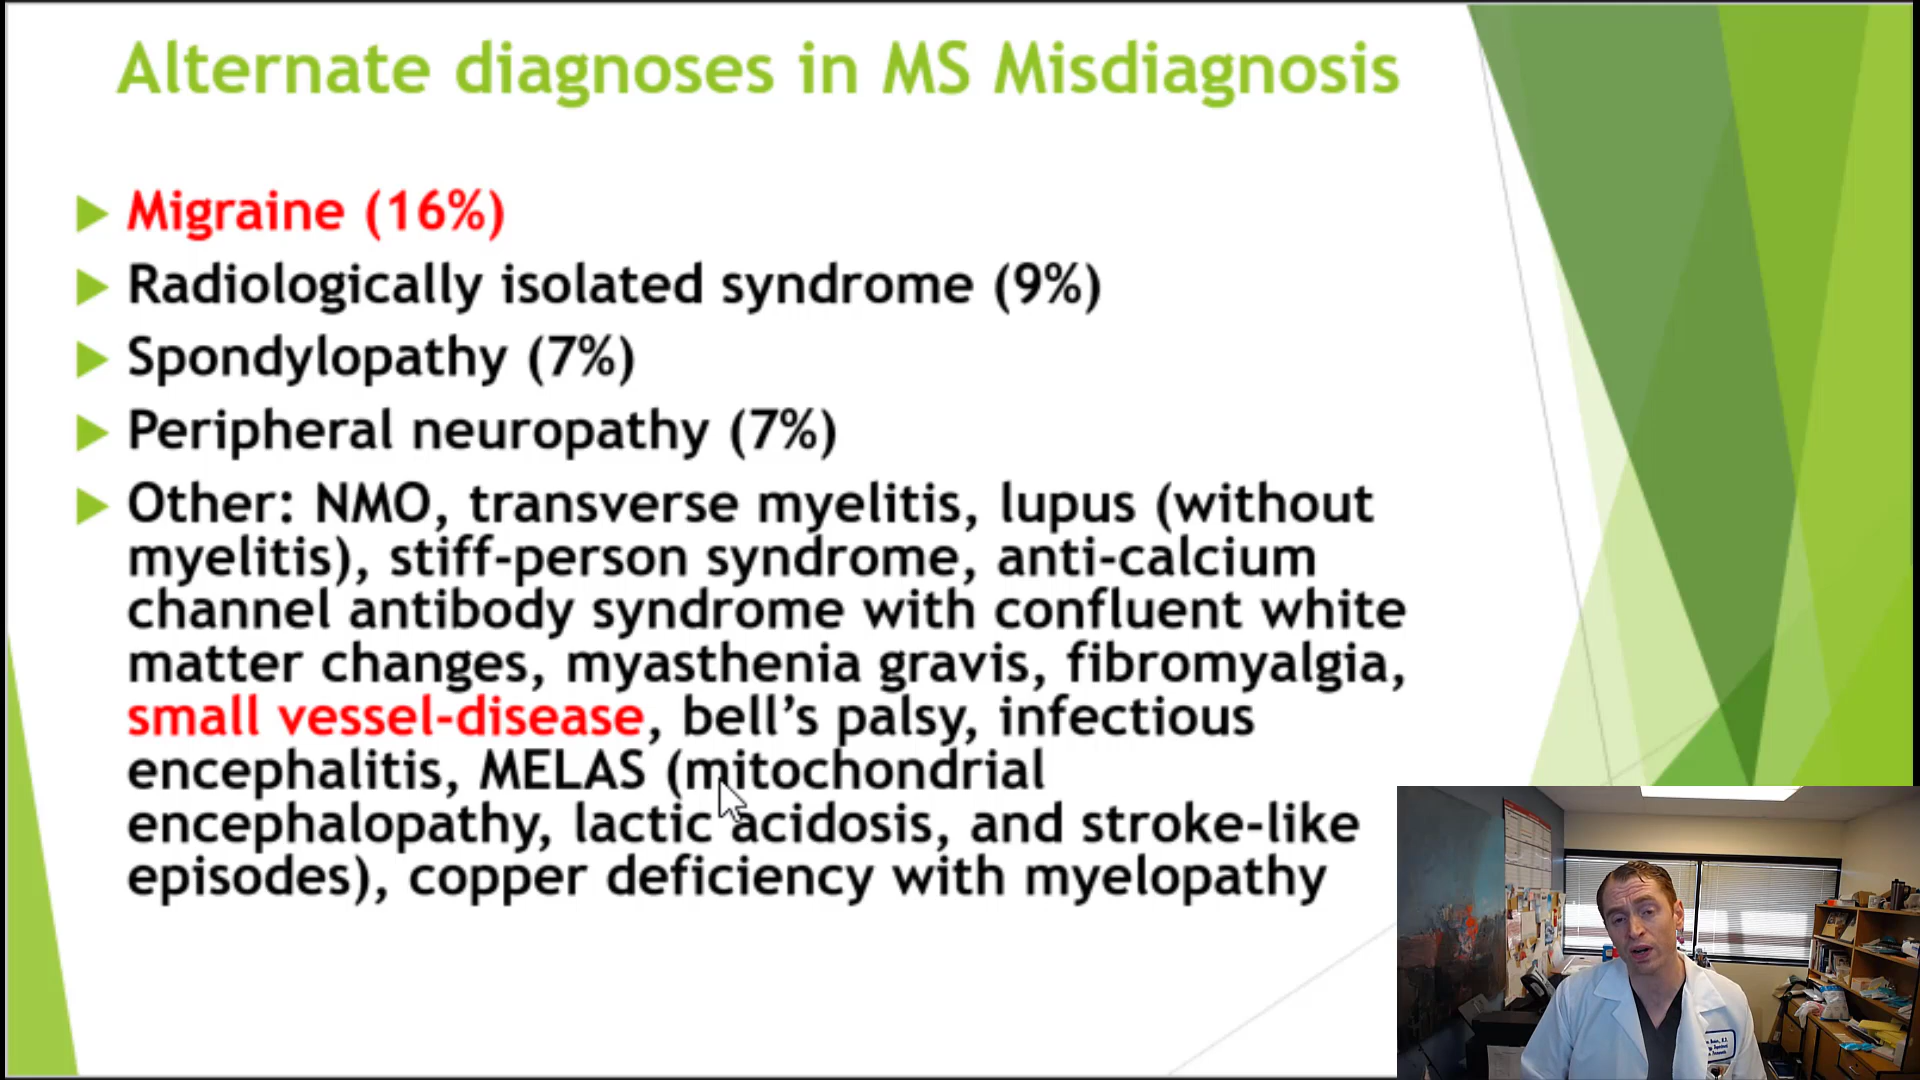 Alternate diagnoses in MS Misdiagnosis
Migraine (16%)
Radiologically isolated syndrome (9%)
Spondylopathy (7%)
Peripheral neuropathy (7%)
Other: NMO, transverse myelitis, lupus (without
myelitis), stiff-person syndrome, anti-calcium
channel antibody syndrome with confluent white
matter changes, myasthenia gravis, fibromyalgia,
small vessel-disease, bell’s palsy, infectious
encephalitis, MELAS (mitochondrial
encephalopathy, lactic acidosis, and stroke-like
episodes), copper deficiency with myelopathy